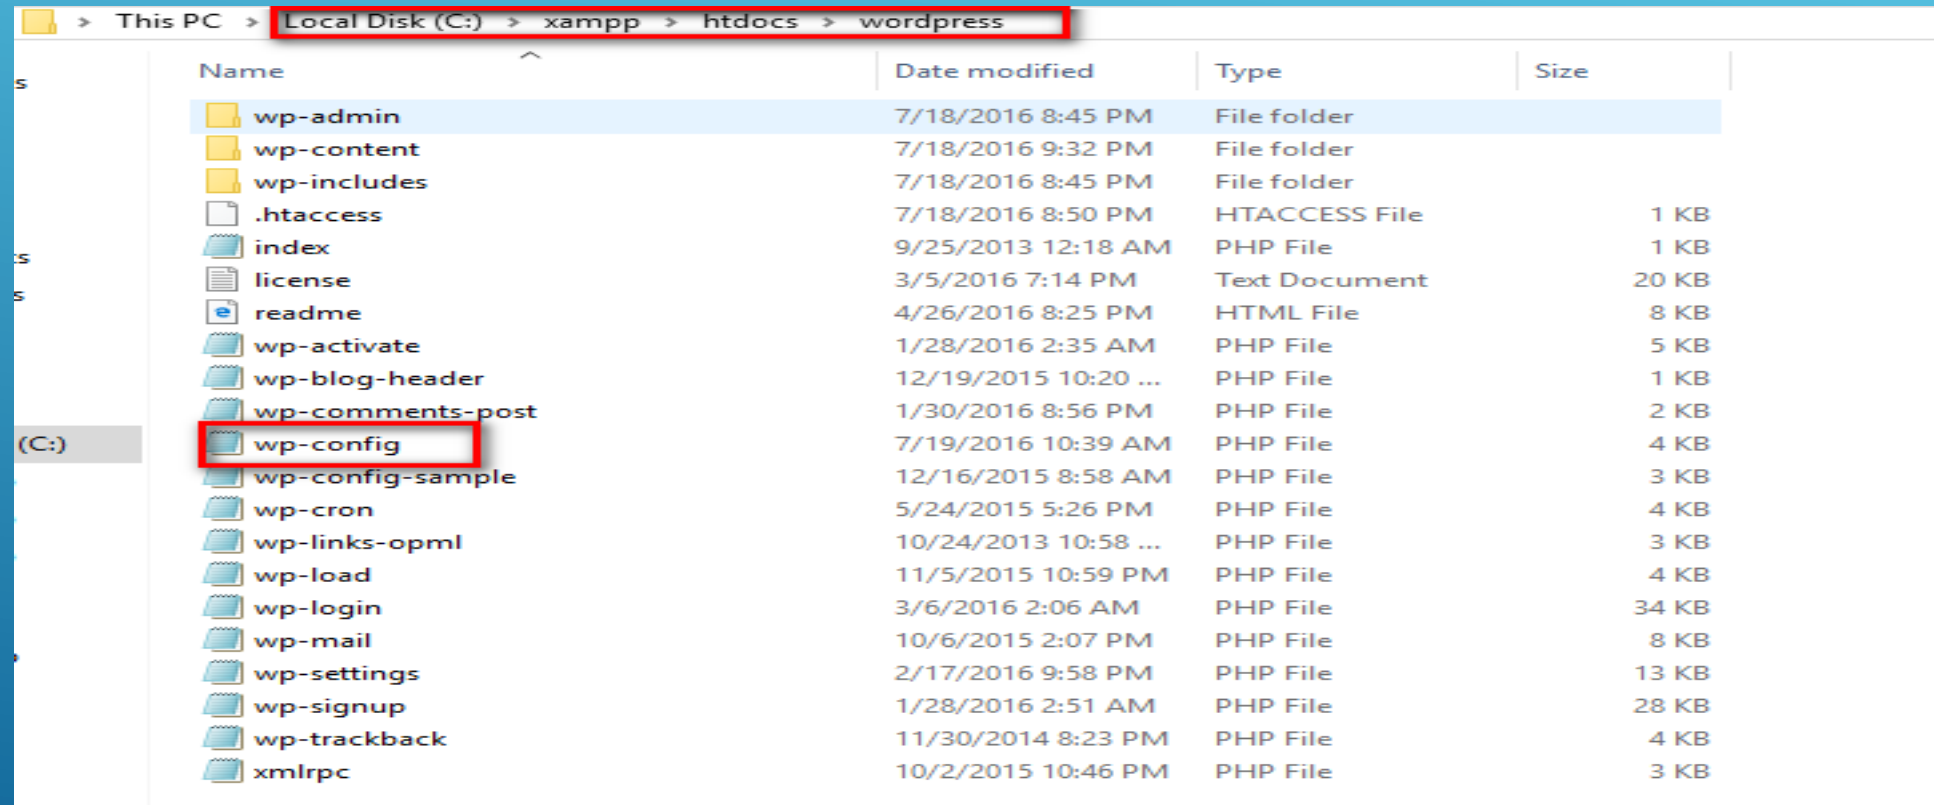 This PC > Local Disk (C:) > xampp > htdocs > wordpress
Name Date modified Type Size
wp-admin 7/18/2016 8:45 PM File folder
wp-content 7/18/2016 9:32 PM File folder
wp-includes 7/18/2016 8:45 PM File folder
.htaccess 7/18/2016 8:50 PM HTACCESS File 1 KB
index 9/25/2013 12:18 AM PHP File 1 KB
license 3/5/2016 7:14 PM Text Document 20 KB
readme 4/26/2016 8:25 PM HTML File 8 KB
wp-activate 1/28/2016 2:35 AM PHP File 5 KB
wp-blog-header 12/19/2015 10:20 ... PHP File 1 KB
wp-comments-post 1/30/2016 8:56 PM PHP File 2 KB
(C:) wp-config 7/19/2016 10:39 AM PHP File 4 KB
wp-config-sample 12/16/2015 8:58 AM PHP File 3 KB
wp-cron 5/24/2015 5:26 PM PHP File 4 KB
wp-links-opml 10/24/2013 10:58 ... PHP File 3 KB
wp-load 11/5/2015 10:59 PM PHP File 4 KB
wp-login 3/6/2016 2:06 AM PHP File 34 KB
wp-mail 10/6/2015 2:07 PM PHP File 8 KB
wp-settings 2/17/2016 9:58 PM PHP File 13 KB
wp-signup 1/28/2016 2:51 AM PHP File 28 KB
wp-trackback 11/30/2014 8:23 PM PHP File 4 KB
xmlrpc 10/2/2015 10:46 PM PHP File 3 KB